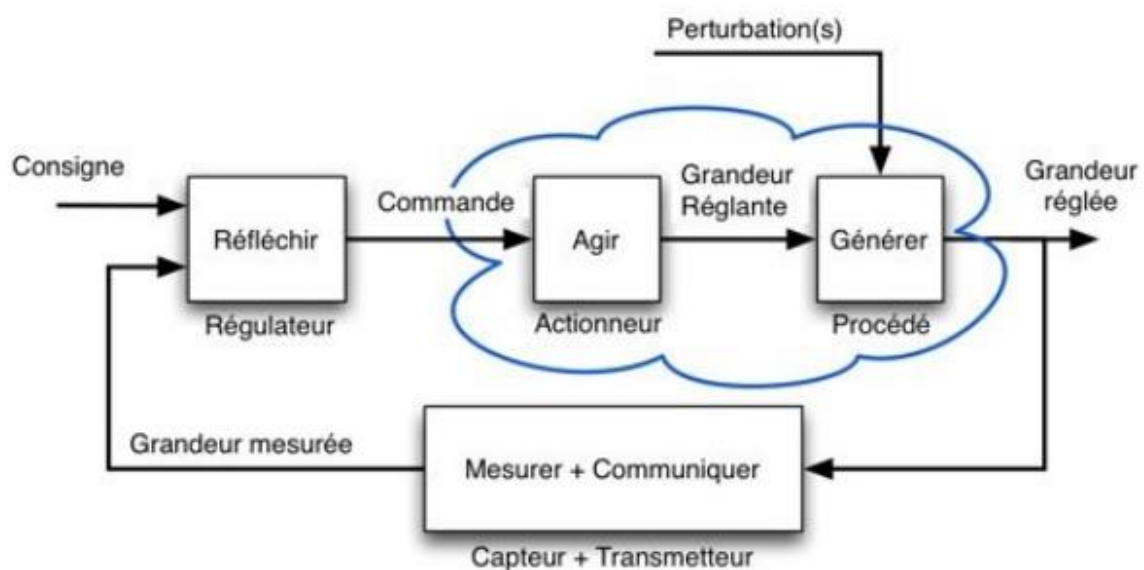 Perturbation(s)
Consigne
Commande
Grandeur
Réglante
Grandeur
réglée
Réfléchir
Agir
Générer
Régulateur
Actionneur
Procédé
Grandeur mesurée
Mesurer + Communiquer
Capteur + Transmetteur